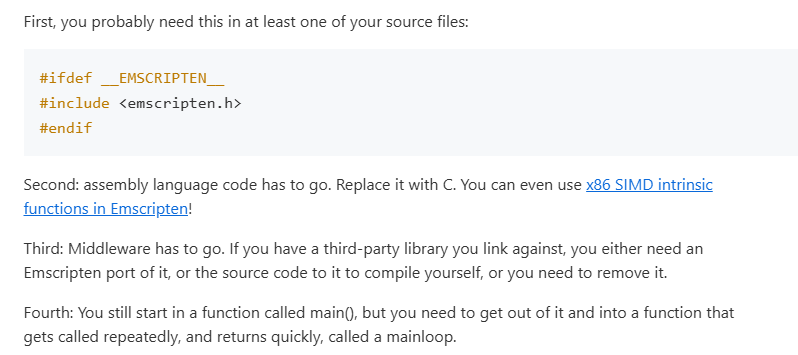 First, you probably need this in at least one of your source files:
#ifdef __EMSCRIPTEN__
#include <emscripten.h>
#endif
Second: assembly language code has to go. Replace it with C. You can even use x86 SIMD intrinsic
functions in Emscripten!
Third: Middleware has to go. If you have a third-party library you link against, you either need an
Emscripten port of it, or the source code to it to compile yourself, or you need to remove it.
Fourth: You still start in a function called main(), but you need to get out of it and into a function that
gets called repeatedly, and returns quickly, called a mainloop.